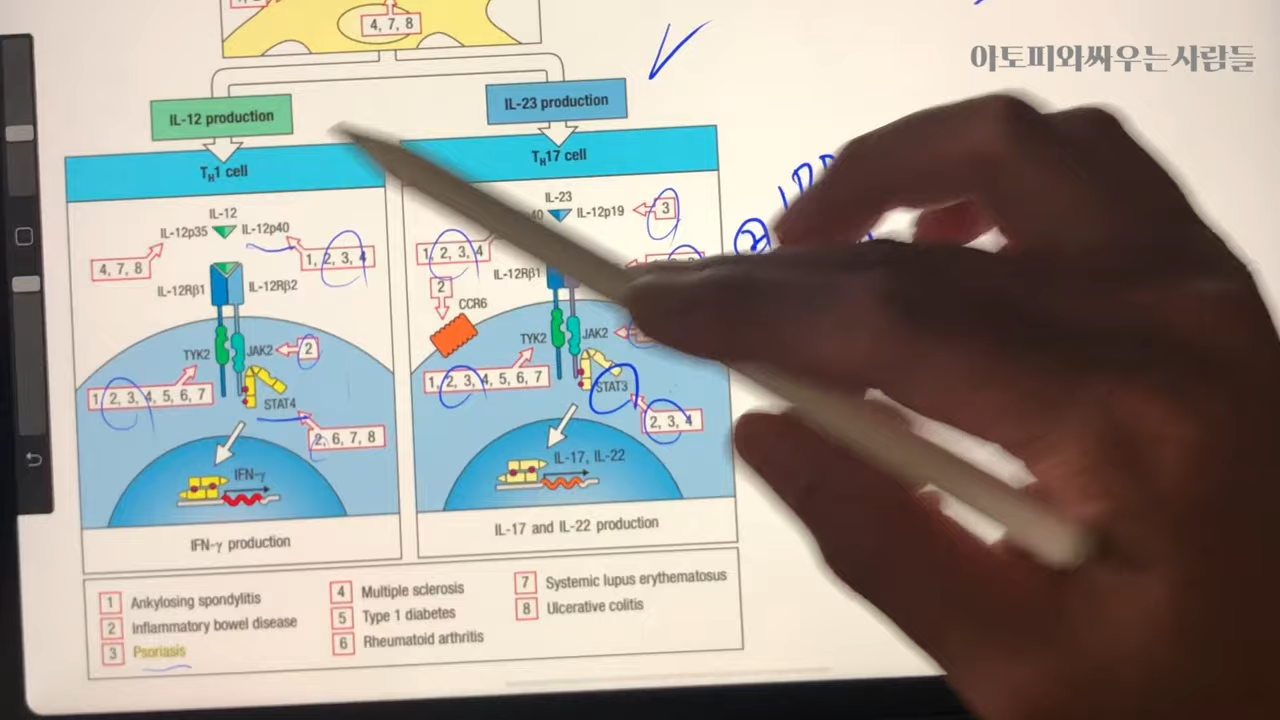 4, 7, 8
아토피와싸우는사람들
IL-12 production
IL-23 production
TH1 cell
TH17 cell
IL-12
IL-23
IL-12p35
IL-12p40
40
IL-12p19
3
4, 7, 8
1, 2, 3, 4
1, 2, 3, 4
IL-12Rβ1
IL-12Rβ2
2
IL-12Rβ1
CCR6
TYK2
JAK2
2
TYK2
JAK2
1, 2, 3, 4, 5, 6, 7
1, 2, 3, 4, 5, 6, 7
STAT4
STAT3
2, 6, 7, 8
2, 3, 4
IFN-γ
IL-17, IL-22
IFN-γ production
IL-17 and IL-22 production
1 Ankylosing spondylitis
2 Inflammatory bowel disease
3 Psoriasis
4 Multiple sclerosis
5 Type 1 diabetes
6 Rheumatoid arthritis
7 Systemic lupus erythematosus
8 Ulcerative colitis